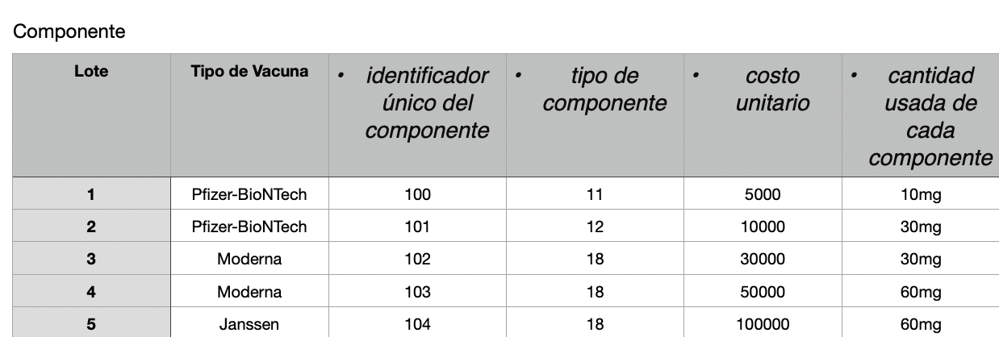 Componente
Lote Tipo de Vacuna • identificador único del componente • tipo de componente • costo unitario • cantidad usada de cada componente
1 Pfizer-BioNTech 100 11 5000 10mg
2 Pfizer-BioNTech 101 12 10000 30mg
3 Moderna 102 18 30000 30mg
4 Moderna 103 18 50000 60mg
5 Janssen 104 18 100000 60mg